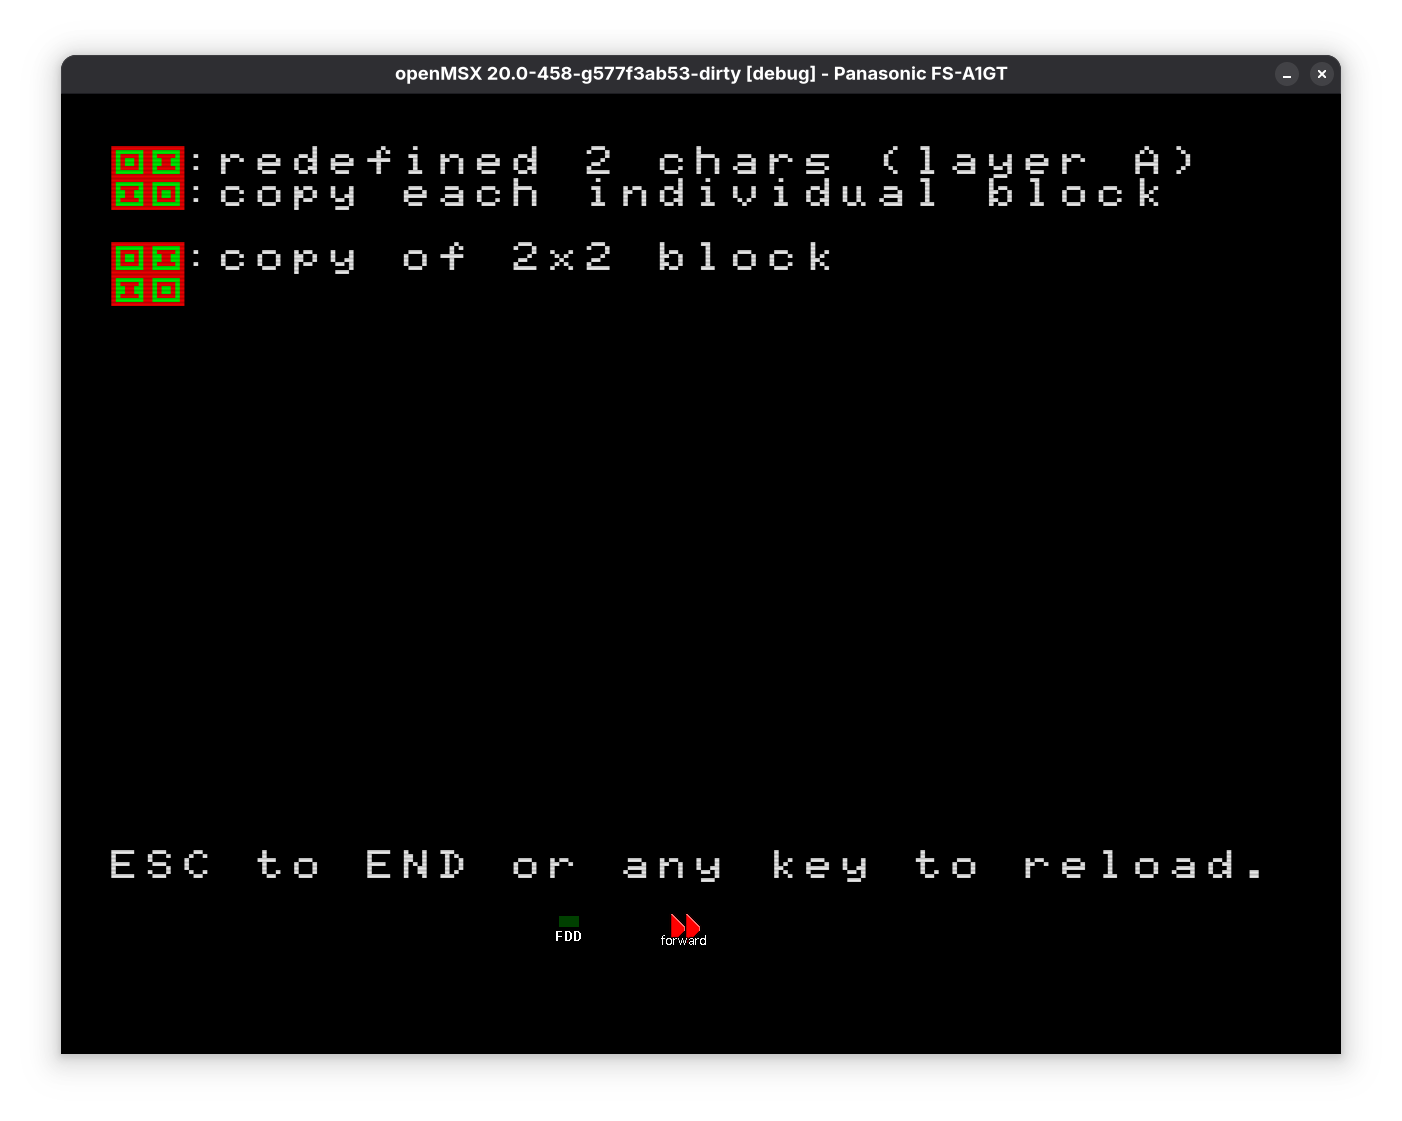 openMSX 20.0-458-g577f3ab53-dirty [debug] - Panasonic FS-A1GT
:redefined 2 chars (layer A)
:copy each individual block
:copy of 2x2 block
ESC to END or any key to reload.
FDD forward